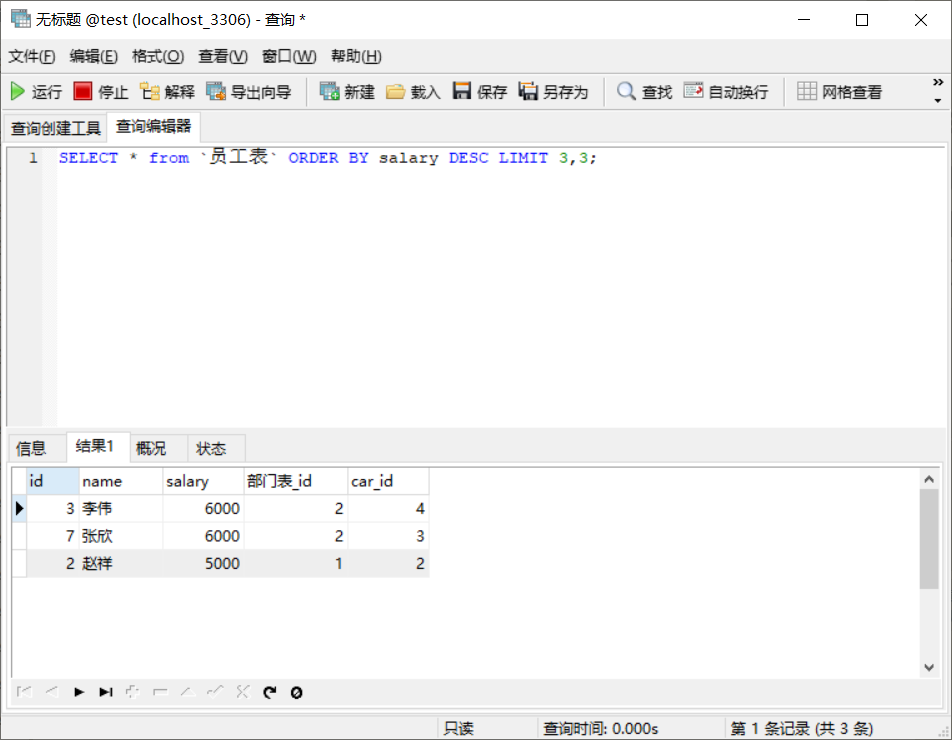 无标题 @test (localhost_3306) - 查询 *
文件(F) 编辑(E) 格式(O) 查看(V) 窗口(W) 帮助(H)
运行 停止 解释 导出向导 新建 载入 保存 另存为 查找 自动换行 网格查看 »
查询创建工具 查询编辑器
1 SELECT * from `员工表` ORDER BY salary DESC LIMIT 3,3;
信息 结果1 概况 状态
id name salary 部门表_id car_id
3 李伟 6000 2 4
7 张欣 6000 2 3
2 赵祥 5000 1 2
只读 查询时间: 0.000s 第 1 条记录 (共 3 条)